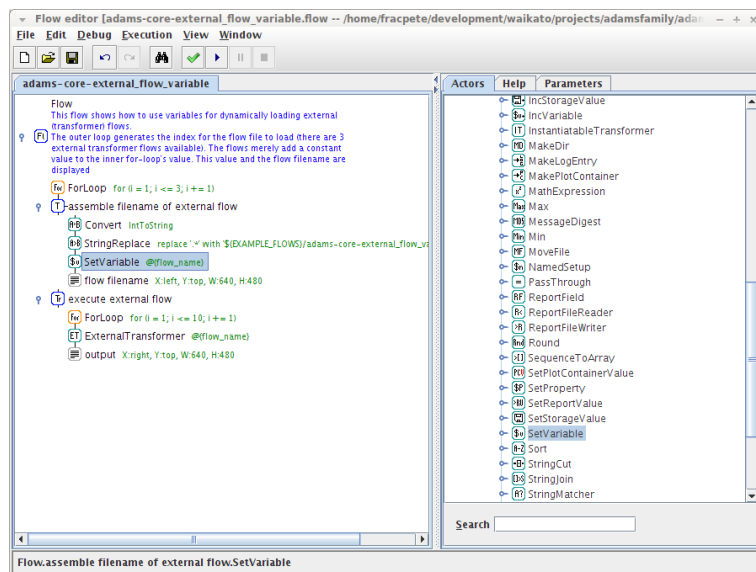 Flow editor [adams-core-external_flow_variable.flow -- /home/fracpete/development/waikato/projects/adamsfamily/adam
File Edit Debug Execution View Window
adams-core-external_flow_variable
Flow
This flow shows how to use variables for dynamically loading external
(transformer) flows.
The outer loop generates the index for the flow file to load (there are 3
external transformer flows available). The flows merely add a constant
value to the inner for-loop's value. This value and the flow filename are
displayed
ForLoop for (i = 1; i <= 3; i += 1)
assemble filename of external flow
Convert IntToString
StringReplace replace '.*' with '${EXAMPLE_FLOWS}/adams-core-external_flow_va
SetVariable @{flow_name}
flow filename X:left, Y:top, W:640, H:480
execute external flow
ForLoop for (i = 1; i <= 10; i += 1)
ExternalTransformer @{flow_name}
output X:right, Y:top, W:640, H:480
Actors Help Parameters
IncStorageValue
IncVariable
InstantiatableTransformer
MakeDir
MakeLogEntry
MakePlotContainer
MathExpression
Max
MessageDigest
Min
MoveFile
NamedSetup
PassThrough
ReportField
ReportFileReader
ReportFileWriter
Round
SequenceToArray
SetPlotContainerValue
SetProperty
SetReportValue
SetStorageValue
SetVariable
Sort
StringCut
StringJoin
StringMatcher
Search
Flow.assemble filename of external flow.SetVariable